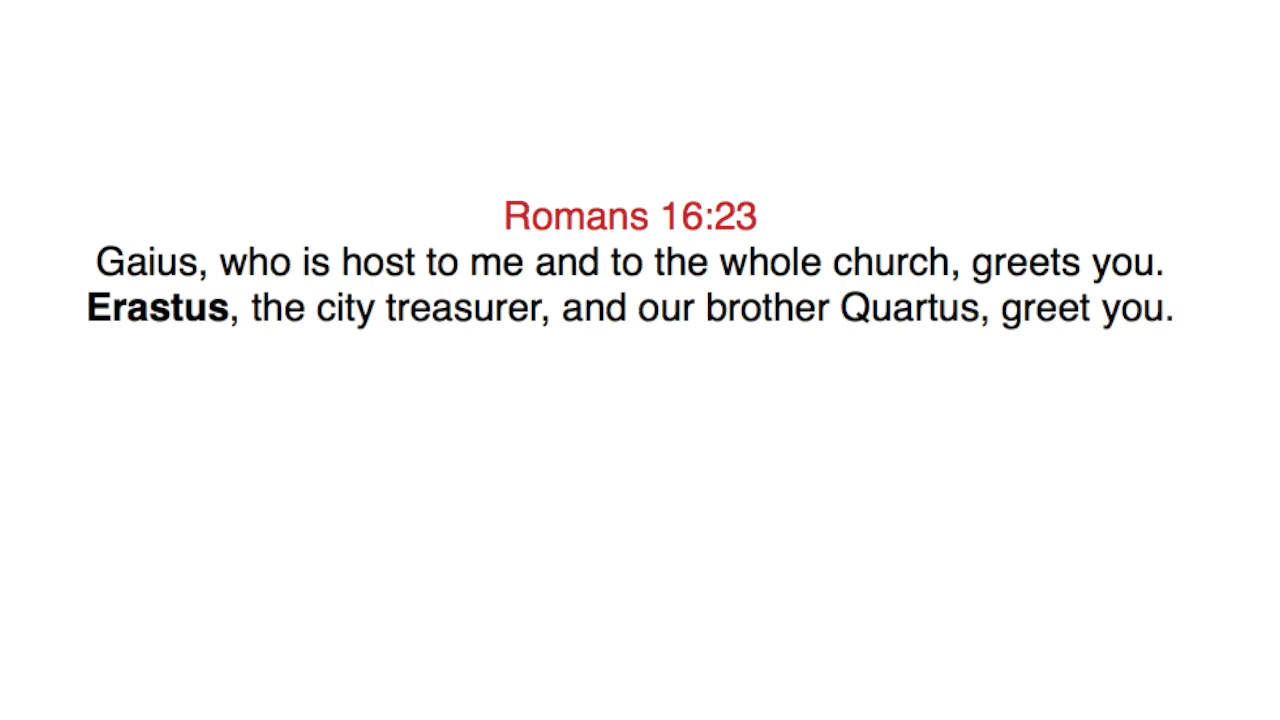 Romans 16:23
Gaius, who is host to me and to the whole church, greets you.
Erastus, the city treasurer, and our brother Quartus, greet you.